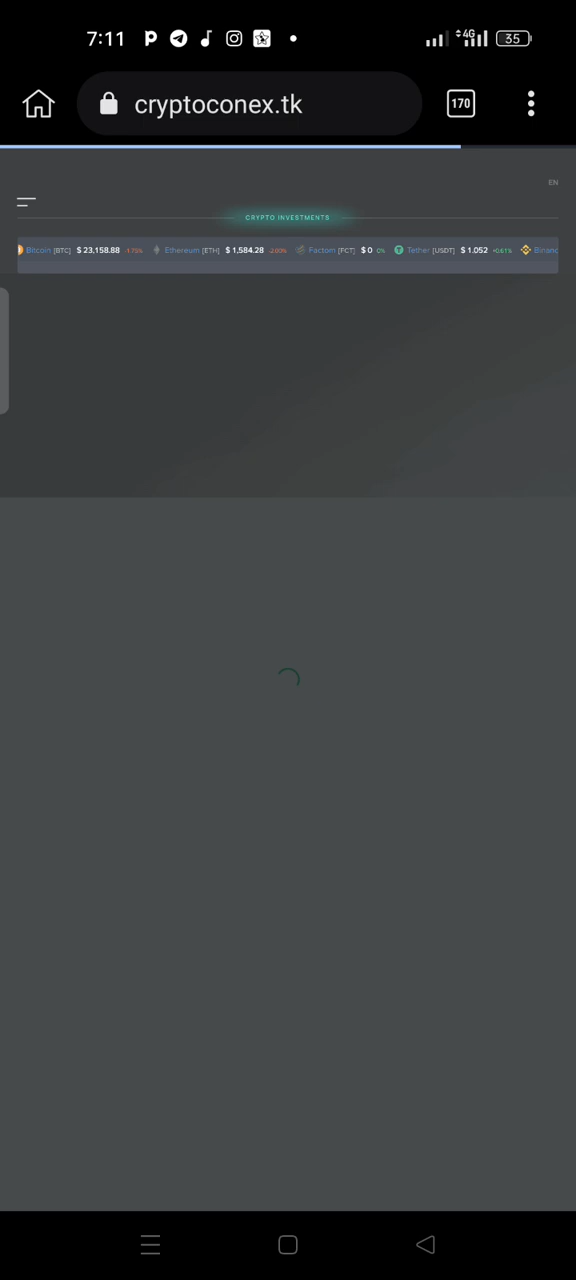 7:11 4G 35
cryptoconex.tk 170
EN
CRYPTO INVESTMENTS
Bitcoin [BTC] $ 23,158.88 -1.75% Ethereum [ETH] $ 1,584.28 -2.00% Factom [FCT] $ 0 0% Tether [USDT] $ 1.052 +0.61% Binanc